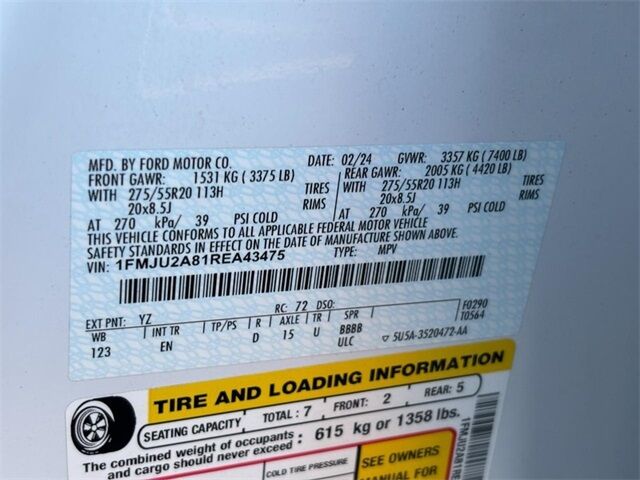 MFD. BY FORD MOTOR CO. DATE: 02/24 GVWR: 3357 KG ( 7400 LB)
FRONT GAWR: 1531 KG ( 3375 LB) REAR GAWR: 2005 KG ( 4420 LB)
WITH 275/55R20 113H TIRES WITH 275/55R20 113H TIRES
20x8.5J RIMS 20x8.5J RIMS
AT 270 kPa/ 39 PSI COLD AT 270 kPa/ 39 PSI COLD
THIS VEHICLE CONFORMS TO ALL APPLICABLE FEDERAL MOTOR VEHICLE
SAFETY STANDARDS IN EFFECT ON THE DATE OF MANUFACTURE SHOWN ABOVE.
VIN: 1FMJU2A81REA43475 TYPE: MPV
EXT PNT: YZ RC: 72 DSO: F0290
WB INT TR TP/PS R AXLE TR SPR T0564
123 EN D 15 U BBBB
ULC 5U5A-3520472-AA
TIRE AND LOADING INFORMATION
SEATING CAPACITY TOTAL: 7 FRONT: 2 REAR: 5
The combined weight of occupants
and cargo should never exceed: 615 kg or 1358 lbs.
COLD TIRE PRESSURE SEE OWNERS
MANUAL FOR